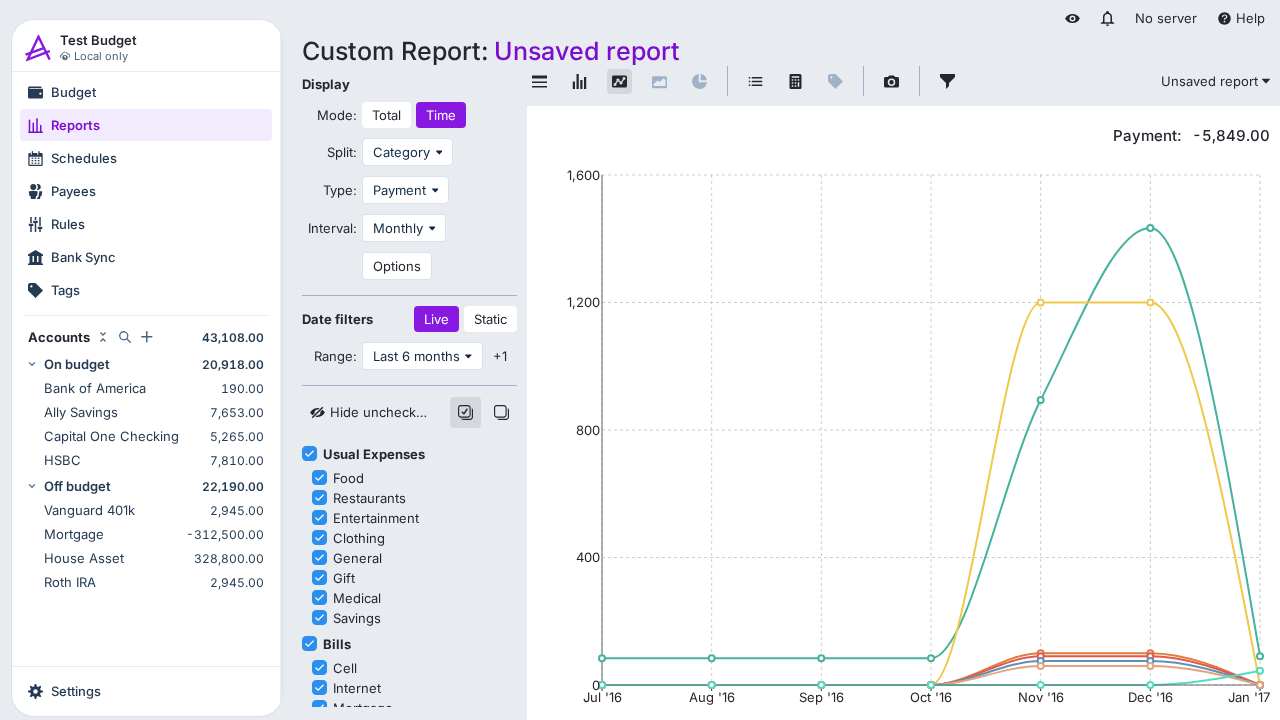 Test Budget
Local only
Budget
Reports
Schedules
Payees
Rules
Bank Sync
Tags
Accounts 43,108.00
On budget 20,918.00
Bank of America 190.00
Ally Savings 7,653.00
Capital One Checking 5,265.00
HSBC 7,810.00
Off budget 22,190.00
Vanguard 401k 2,945.00
Mortgage -312,500.00
House Asset 328,800.00
Roth IRA 2,945.00
Settings
No server Help
Custom Report: Unsaved report
Display
Mode: Total Time
Split: Category
Type: Payment
Interval: Monthly
Options
Date filters Live Static
Range: Last 6 months +1
Hide uncheck...
Usual Expenses
Food
Restaurants
Entertainment
Clothing
General
Gift
Medical
Savings
Bills
Cell
Internet
Mortgage
Unsaved report
Payment: -5,849.00
1,600
1,200
800
400
0
Jul '16 Aug '16 Sep '16 Oct '16 Nov '16 Dec '16 Jan '17